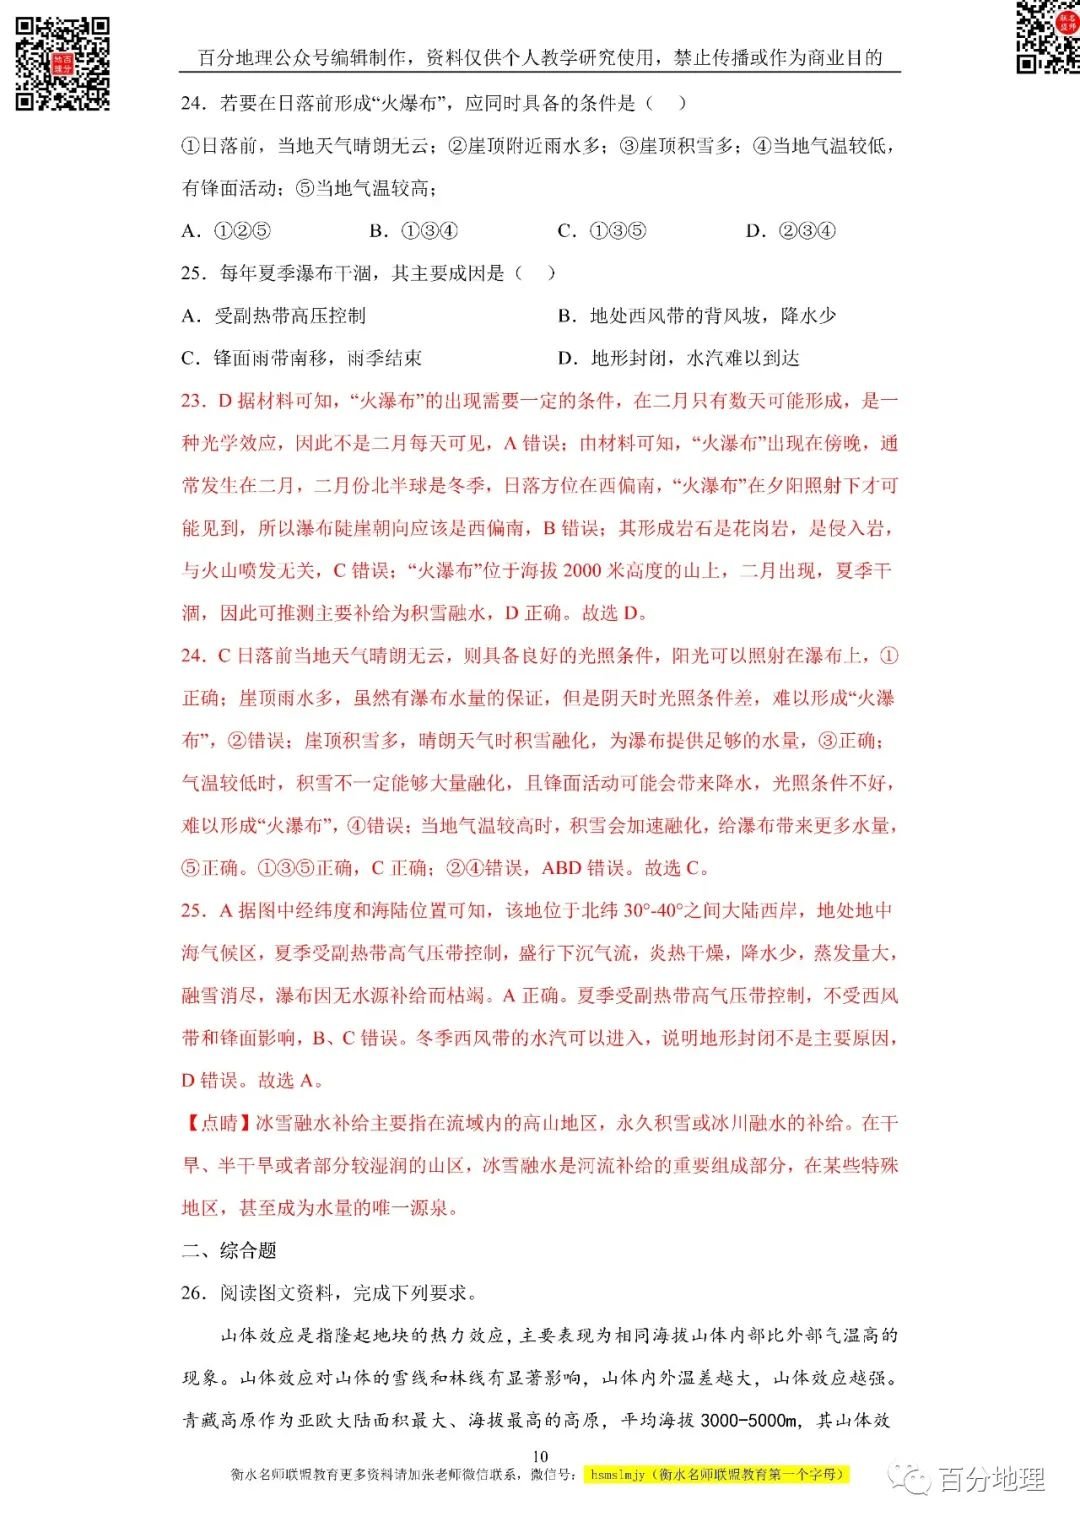 百分地理公众号编辑制作，资料仅供个人教学研究使用，禁止传播或作为商业目的
24．若要在日落前形成“火爆布”，应同时具备的条件是（ ）
①日落前，当地天气晴朗无云；②崖顶附近雨水多；③崖顶积雪多；④当地气温较低，
有锋面活动；⑤当地气温较高；
A．①②⑤ B．①③④ C．①③⑤ D．②③④
25．每年夏季瀑布干涸，其主要成因是（ ）
A．受副热带高压控制 B．地处西风带的背风坡，降水少
C．锋面雨带南移，雨季结束 D．地形封闭，水汽难以到达
23．D 据材料可知，“火瀑布”的出现需要一定的条件，在二月只有数天可能形成，是一
种光学效应，因此不是二月每天可见，A 错误；由材料可知，“火瀑布”出现在傍晚，通
常发生在二月，二月份北半球是冬季，日落方位在西偏南，“火瀑布”在夕阳照射下才可
能见到，所以瀑布陡崖朝向应该是西偏南，B 错误；其形成岩石是花岗岩，是侵入岩，
与火山喷发无关，C 错误；“火瀑布”位于海拔 2000 米高度的山上，二月出现，夏季干
涸，因此可推测主要补给为积雪融水，D 正确。故选 D。
24．C 日落前当地天气晴朗无云，则具备良好的光照条件，阳光可以照射在瀑布上，①
正确；崖顶雨水多，虽然有瀑布水量的保证，但是阴天时光照条件差，难以形成“火瀑
布”，②错误；崖顶积雪多，晴朗天气时积雪融化，为瀑布提供足够的水量，③正确；
气温较低时，积雪不一定能够大量融化，且锋面活动可能会带来降水，光照条件不好，
难以形成“火瀑布”，④错误；当地气温较高时，积雪会加速融化，给瀑布带来更多水量，
⑤正确。①③⑤正确，C 正确；②④错误，ABD 错误。故选 C。
25．A 据图中经纬度和海陆位置可知，该地位于北纬 30°-40°之间大陆西岸，地处地中
海气候区，夏季受副热带高气压带控制，盛行下沉气流，炎热干燥，降水少，蒸发量大，
融雪消尽，瀑布因无水源补给而枯竭。A 正确。夏季受副热带高气压带控制，不受西风
带和锋面影响，B、C 错误。冬季西风带的水汽可以进入，说明地形封闭不是主要原因，
D 错误。故选 A。
【点睛】冰雪融水补给主要指在流域内的高山地区，永久积雪或冰川融水的补给。在干
旱、半干旱或者部分较湿润的山区，冰雪融水是河流补给的重要组成部分，在某些特殊
地区，甚至成为水量的唯一源泉。
二、综合题
26．阅读图文资料，完成下列要求。
山体效应是指隆起地块的热力效应，主要表现为相同海拔山体内部比外部气温高的
现象。山体效应对山体的雪线和林线有显著影响，山体内外温差越大，山体效应越强。
青藏高原作为亚欧大陆面积最大、海拔最高的高原，平均海拔 3000-5000m，其山体效
10
衡水名师联盟教育更多资料请加张老师微信联系，微信号： hsmslmjy（衡水名师联盟教育第一个字母）
百分地理